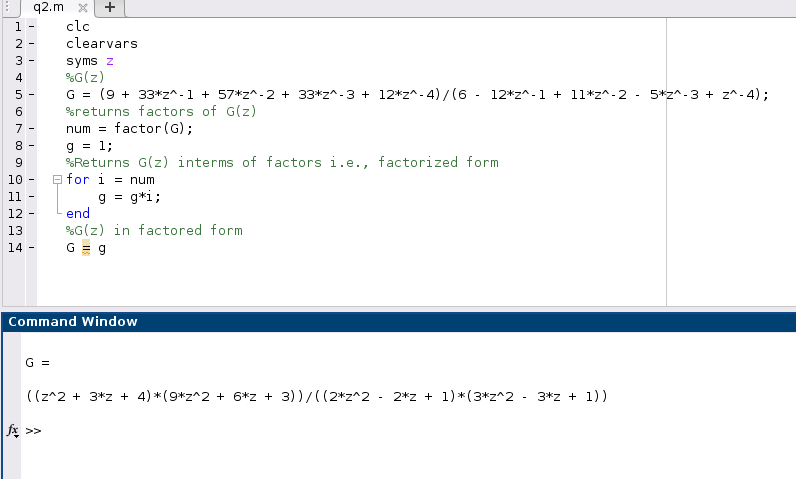 q2.m
1 - clc
2 - clearvars
3 - syms z
4 %G(z)
5 - G = (9 + 33*z^-1 + 57*z^-2 + 33*z^-3 + 12*z^-4)/(6 - 12*z^-1 + 11*z^-2 - 5*z^-3 + z^-4);
6 %returns factors of G(z)
7 - num = factor(G);
8 - g = 1;
9 %Returns G(z) interms of factors i.e., factorized form
10 - for i = num
11 - g = g*i;
12 - end
13 %G(z) in factored form
14 - G = g
Command Window
G =
((z^2 + 3*z + 4)*(9*z^2 + 6*z + 3))/((2*z^2 - 2*z + 1)*(3*z^2 - 3*z + 1))
fx >>